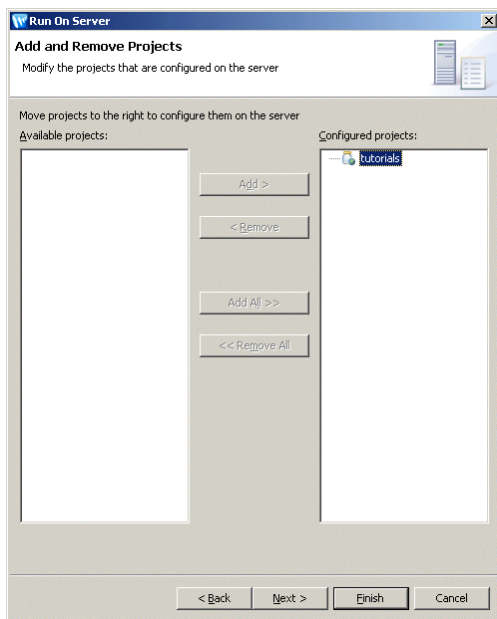 Run On Server
Add and Remove Projects
Modify the projects that are configured on the server
Move projects to the right to configure them on the server
Available projects:
Configured projects:
tutorials
Add >
< Remove
Add All >>
<< Remove All
< Back
Next >
Finish
Cancel